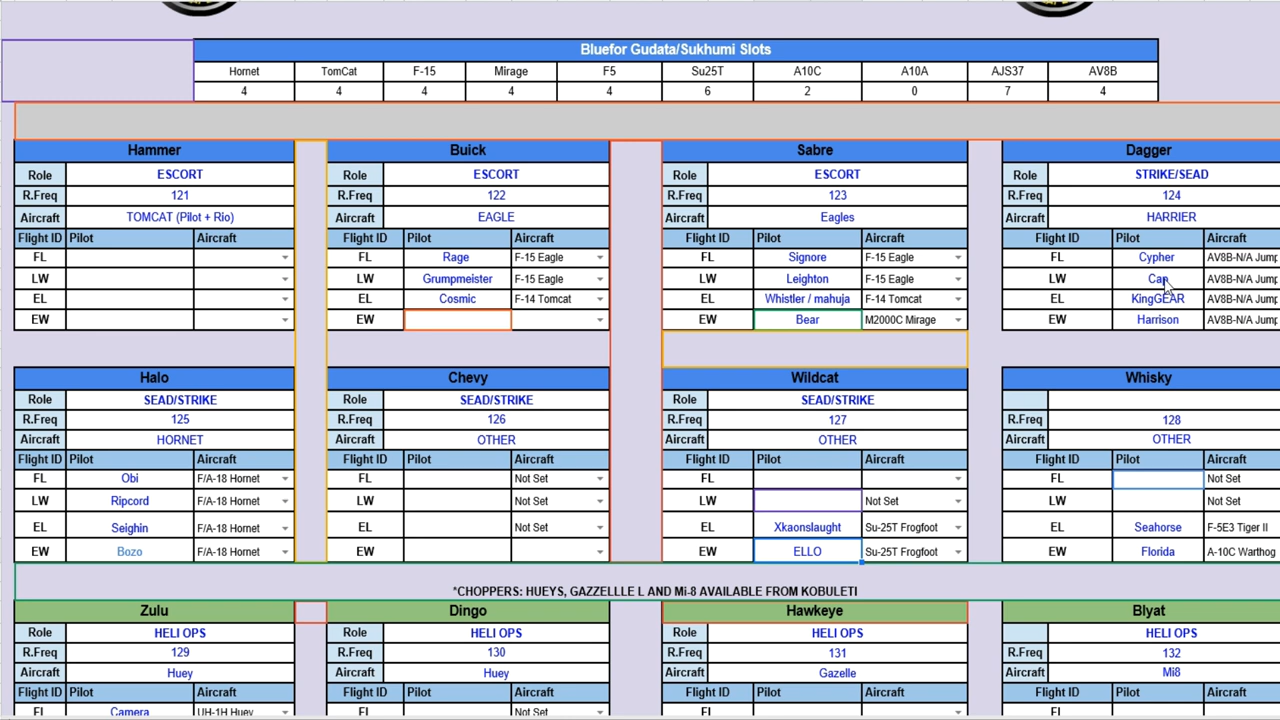 Bluefor Gudata/Sukhumi Slots
Hornet TomCat F-15 Mirage F5 Su25T A10C A10A AJS37 AV8B
4 4 4 4 4 6 2 0 7 4
Hammer Buick Sabre Dagger
Role ESCORT Role ESCORT Role ESCORT Role STRIKE/SEAD
R.Freq 121 R.Freq 122 R.Freq 123 R.Freq 124
Aircraft TOMCAT (Pilot + Rio) Aircraft EAGLE Aircraft Eagles Aircraft HARRIER
Flight ID Pilot Aircraft Flight ID Pilot Aircraft Flight ID Pilot Aircraft Flight ID Pilot Aircraft
FL FL Rage F-15 Eagle FL Signore F-15 Eagle FL Cypher AV8B-N/A Jump
LW LW Grumpmeister F-15 Eagle LW Leighton F-15 Eagle LW Cap AV8B-N/A Jump
EL EL Cosmic F-14 Tomcat EL Whistler / mahuja F-14 Tomcat EL KingGEAR AV8B-N/A Jump
EW EW EW Bear M2000C Mirage EW Harrison AV8B-N/A Jump
Halo Chevy Wildcat Whisky
Role SEAD/STRIKE Role SEAD/STRIKE Role SEAD/STRIKE
R.Freq 125 R.Freq 126 R.Freq 127 R.Freq 128
Aircraft HORNET Aircraft OTHER Aircraft OTHER Aircraft OTHER
Flight ID Pilot Aircraft Flight ID Pilot Aircraft Flight ID Pilot Aircraft Flight ID Pilot Aircraft
FL Obi F/A-18 Hornet FL Not Set FL FL Not Set
LW Ripcord F/A-18 Hornet LW Not Set LW Not Set LW Not Set
EL Seighin F/A-18 Hornet EL Not Set EL Xkaonslaught Su-25T Frogfoot EL Seahorse F-5E3 Tiger II
EW Bozo F/A-18 Hornet EW EW ELLO Su-25T Frogfoot EW Florida A-10C Warthog
*CHOPPERS: HUEYS, GAZZELLLE L AND Mi-8 AVAILABLE FROM KOBULETI
Zulu Dingo Hawkeye Blyat
Role HELI OPS Role HELI OPS Role HELI OPS HELI OPS
R.Freq 129 R.Freq 130 R.Freq 131 R.Freq 132
Aircraft Huey Aircraft Huey Aircraft Gazelle Aircraft Mi8
Flight ID Pilot Aircraft Flight ID Pilot Aircraft Flight ID Pilot Aircraft Flight ID Pilot Aircraft
FL Camera UH-1H Huey FL Not Set FL FL